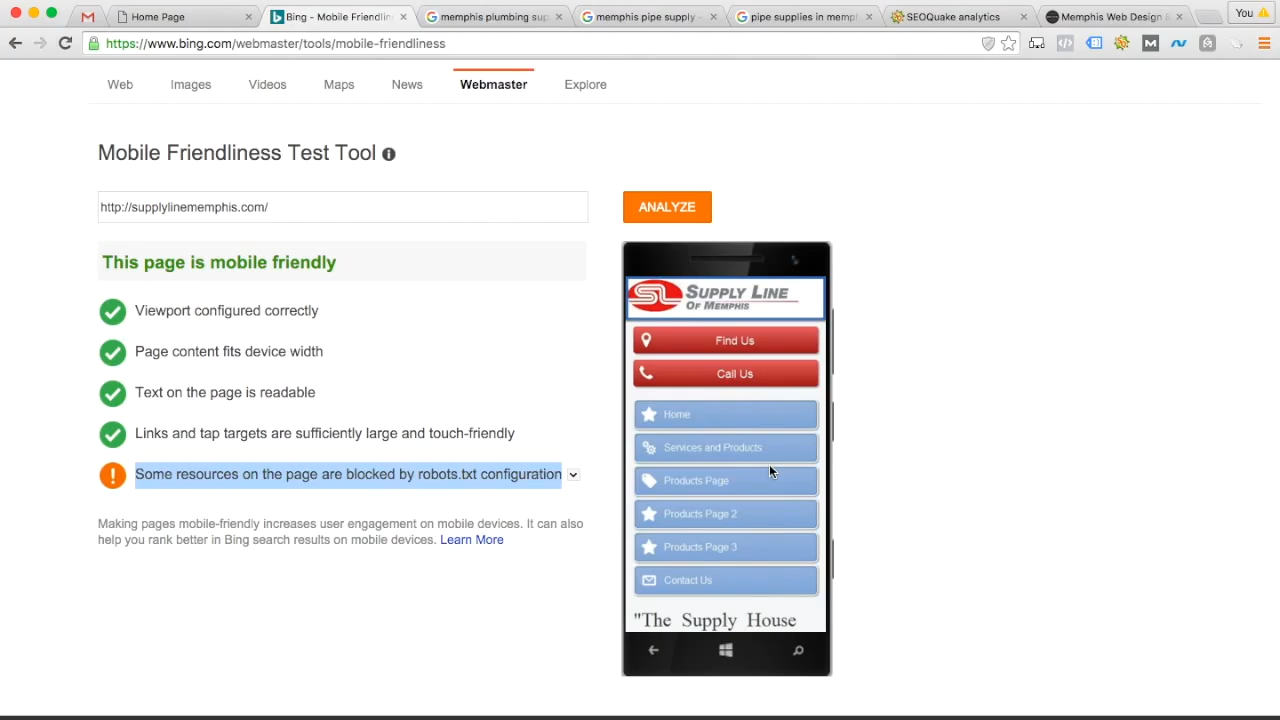 Home Page
Bing - Mobile Friendlin
memphis plumbing sup
memphis pipe supply -
pipe supplies in memp
SEOQuake analytics
Memphis Web Design &
You
https://www.bing.com/webmaster/tools/mobile-friendliness
Web
Images
Videos
Maps
News
Webmaster
Explore
Mobile Friendliness Test Tool
http://supplylinememphis.com/
ANALYZE
This page is mobile friendly
Viewport configured correctly
Page content fits device width
Text on the page is readable
Links and tap targets are sufficiently large and touch-friendly
Some resources on the page are blocked by robots.txt configuration
Making pages mobile-friendly increases user engagement on mobile devices. It can also
help you rank better in Bing search results on mobile devices. Learn More
SL SUPPLY LINE
OF MEMPHIS
Find Us
Call Us
Home
Services and Products
Products Page
Products Page 2
Products Page 3
Contact Us
"The Supply House